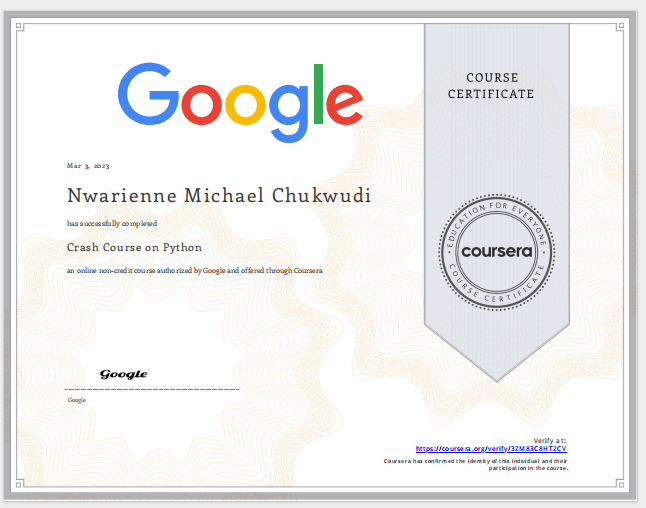 Google
COURSE
CERTIFICATE
Mar 3, 2023
Nwarienne Michael Chukwudi
has successfully completed
Crash Course on Python
an online non-credit course authorized by Google and offered through Coursera
EDUCATION FOR EVERYONE
coursera
COURSE CERTIFICATE
Google
Google
Verify at:
https://coursera.org/verify/3ZM83C8HT2CV
Coursera has confirmed the identity of this individual and their
participation in the course.